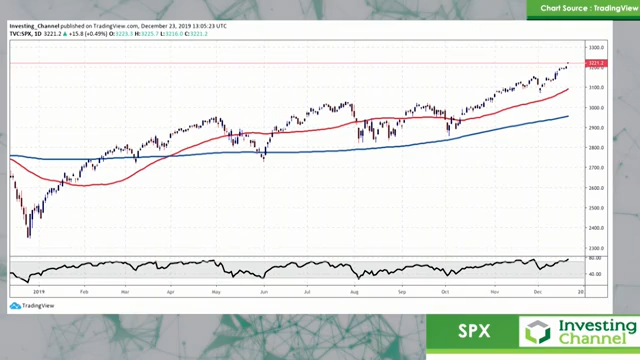 Chart Source : TradingView
Investing_Channel published on TradingView.com, December 23, 2019 13:05:23 UTC
TVC:SPX, 1D 3221.2 ▲ +15.8 (+0.49%) O:3223.3 H:3225.7 L:3216.0 C:3221.2
3300.0
3221.2
3200.0
3100.0
3000.0
2900.0
2800.0
2700.0
2600.0
2500.0
2400.0
2300.0
80.00
40.00
2019 Feb Mar Apr May Jun Jul Aug Sep Oct Nov Dec 20
TradingView
SPX
Investing
Channel